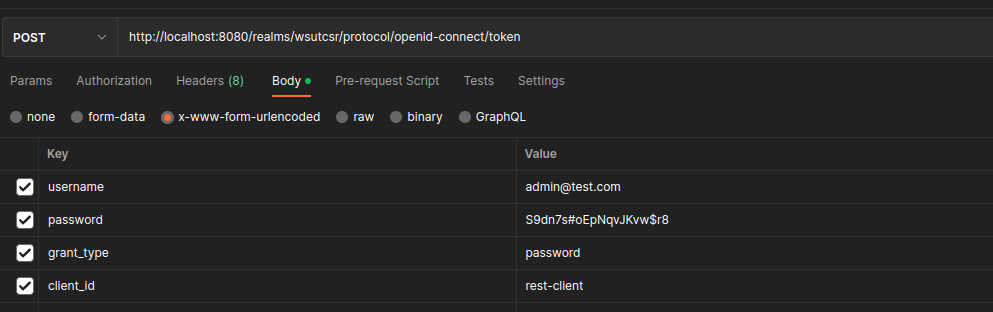 POST http://localhost:8080/realms/wsutcsr/protocol/openid-connect/token
Params Authorization Headers (8) Body Pre-request Script Tests Settings
none form-data x-www-form-urlencoded raw binary GraphQL
Key Value
username admin@test.com
password S9dn7s#oEpNqvJKvw$r8
grant_type password
client_id rest-client